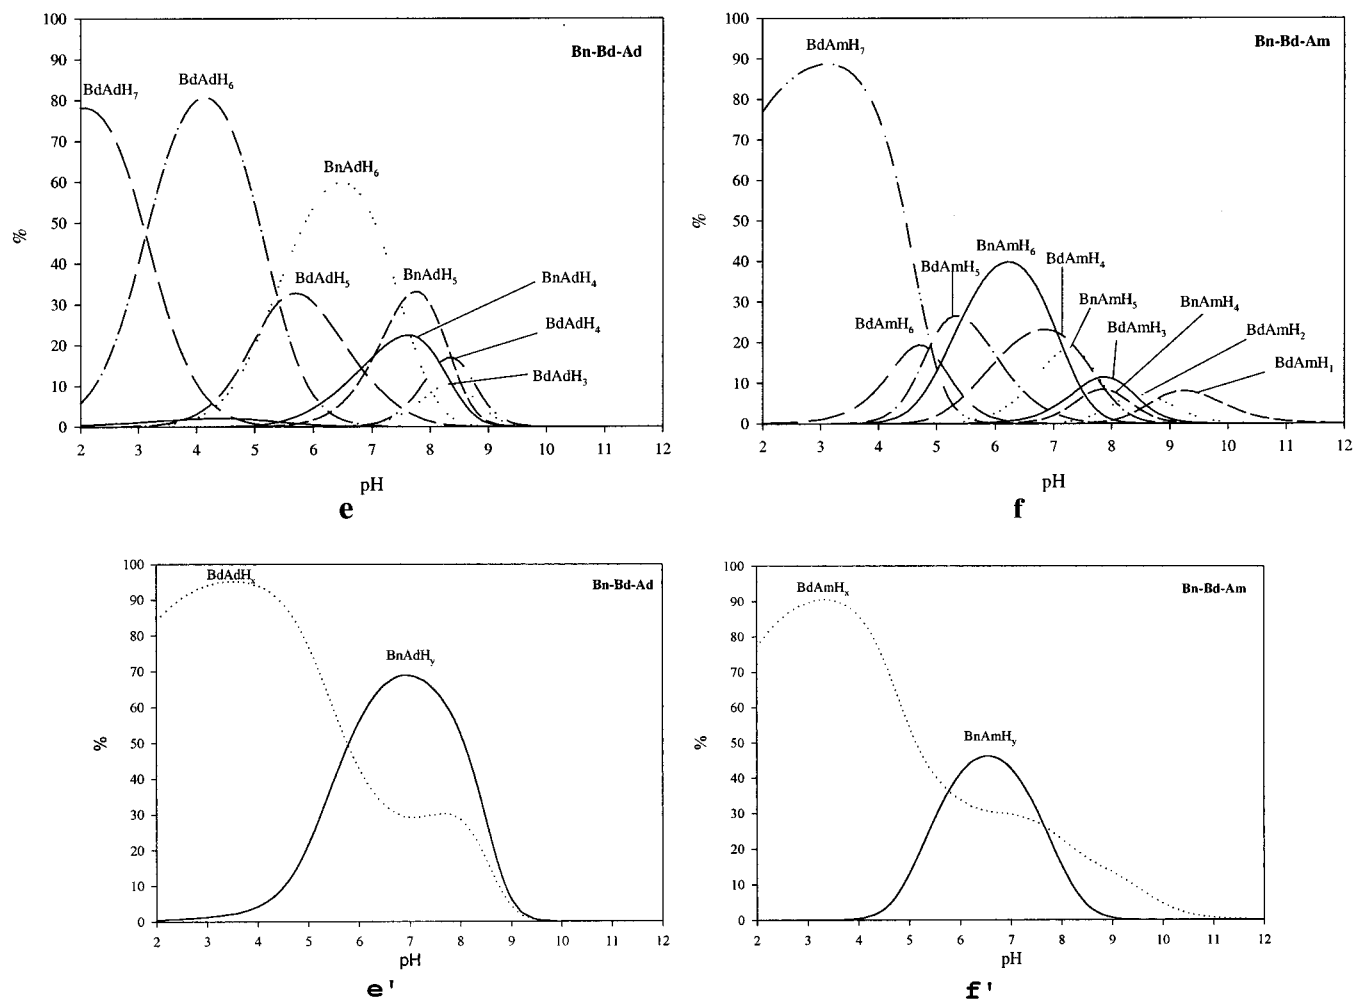 Bn-Bd-Ad
BdAdH7
BdAdH6
BnAdH6
BdAdH5
BnAdH5
BnAdH4
BdAdH4
BdAdH3
100
90
80
70
60
50
40
30
20
10
0
%
2 3 4 5 6 7 8 9 10 11 12
pH
e
Bn-Bd-Am
BdAmH7
BnAmH6
BdAmH5
BdAmH4
BnAmH5
BnAmH4
BdAmH6
BdAmH3
BdAmH2
BdAmH1
100
90
80
70
60
50
40
30
20
10
0
%
2 3 4 5 6 7 8 9 10 11 12
pH
f
Bn-Bd-Ad
BdAdHx
BnAdHy
100
90
80
70
60
50
40
30
20
10
0
%
2 3 4 5 6 7 8 9 10 11 12
pH
e'
Bn-Bd-Am
BdAmHx
BnAmHy
100
90
80
70
60
50
40
30
20
10
0
%
2 3 4 5 6 7 8 9 10 11 12
pH
f'